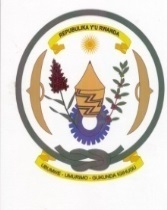 REPUBULIKA Y'U RWANDA
UBUMWE - UMURIMO - GUKUNDA IGIHUGU